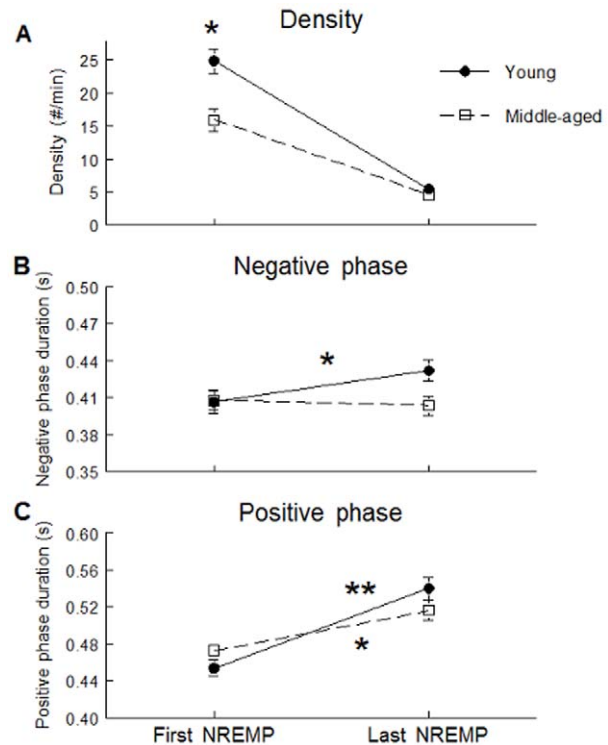 A
Density
*
25
20
15
10
5
0
Density (#/min)
Young
Middle-aged
B
Negative phase
0.50
0.47
0.44
0.41
0.38
0.35
Negative phase duration (s)
*
C
Positive phase
0.60
0.56
0.52
0.48
0.44
0.40
Positive phase duration (s)
**
*
First NREMP
Last NREMP